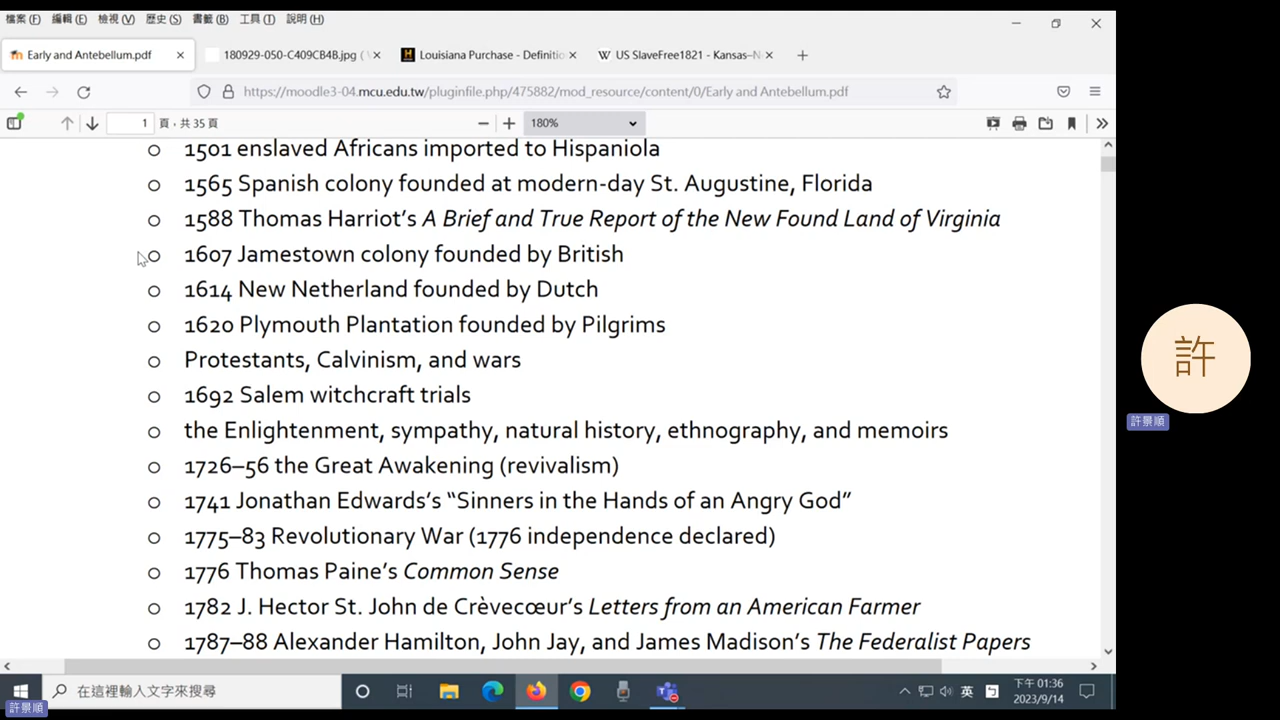 檔案(F) 編輯(E) 檢視(V) 歷史(S) 書籤(B) 工具(T) 說明(H)
Early and Antebellum.pdf 180929-050-C409CB4B.jpg ( Louisiana Purchase - Definitio US SlaveFree1821 - Kansas–N
https://moodle3-04.mcu.edu.tw/pluginfile.php/475882/mod_resource/content/0/Early and Antebellum.pdf
1 頁，共 35 頁 180%
1501 enslaved Africans imported to Hispaniola
1565 Spanish colony founded at modern-day St. Augustine, Florida
1588 Thomas Harriot’s A Brief and True Report of the New Found Land of Virginia
1607 Jamestown colony founded by British
1614 New Netherland founded by Dutch
1620 Plymouth Plantation founded by Pilgrims
Protestants, Calvinism, and wars
1692 Salem witchcraft trials
the Enlightenment, sympathy, natural history, ethnography, and memoirs
1726–56 the Great Awakening (revivalism)
1741 Jonathan Edwards’s “Sinners in the Hands of an Angry God”
1775–83 Revolutionary War (1776 independence declared)
1776 Thomas Paine’s Common Sense
1782 J. Hector St. John de Crèvecœur’s Letters from an American Farmer
1787–88 Alexander Hamilton, John Jay, and James Madison’s The Federalist Papers
許
許景順
在這裡輸入文字來搜尋
英
下午 01:36
2023/9/14
許景順